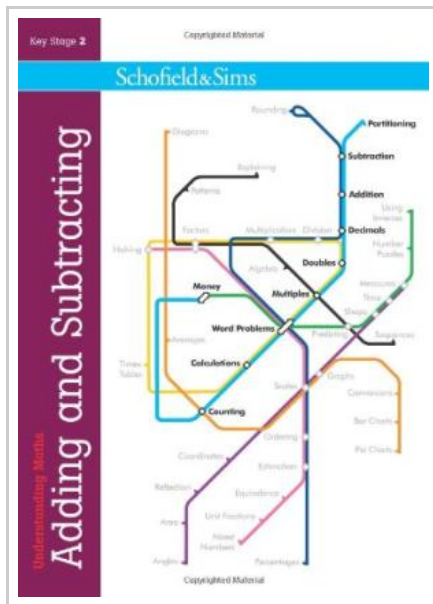 Copyrighted Material
Key Stage 2
Schofield&Sims
Understanding Maths
Adding and Subtracting
Rounding
Partitioning
Diagrams
Subtraction
Explaining
Patterns
Addition
Using
Inverses
Factors
Multiplication
Division
Decimals
Halving
Number
Puzzles
Algebra
Doubles
Measures
Money
Multiples
Time
Shape
Word Problems
Predicting
Sequences
Averages
Times
Tables
Calculations
Graphs
Scales
Conversions
Counting
Bar Charts
Ordering
Pie Charts
Coordinates
Estimation
Reflection
Equivalence
Area
Unit Fractions
Mixed
Numbers
Angles
Percentages
Copyrighted Material